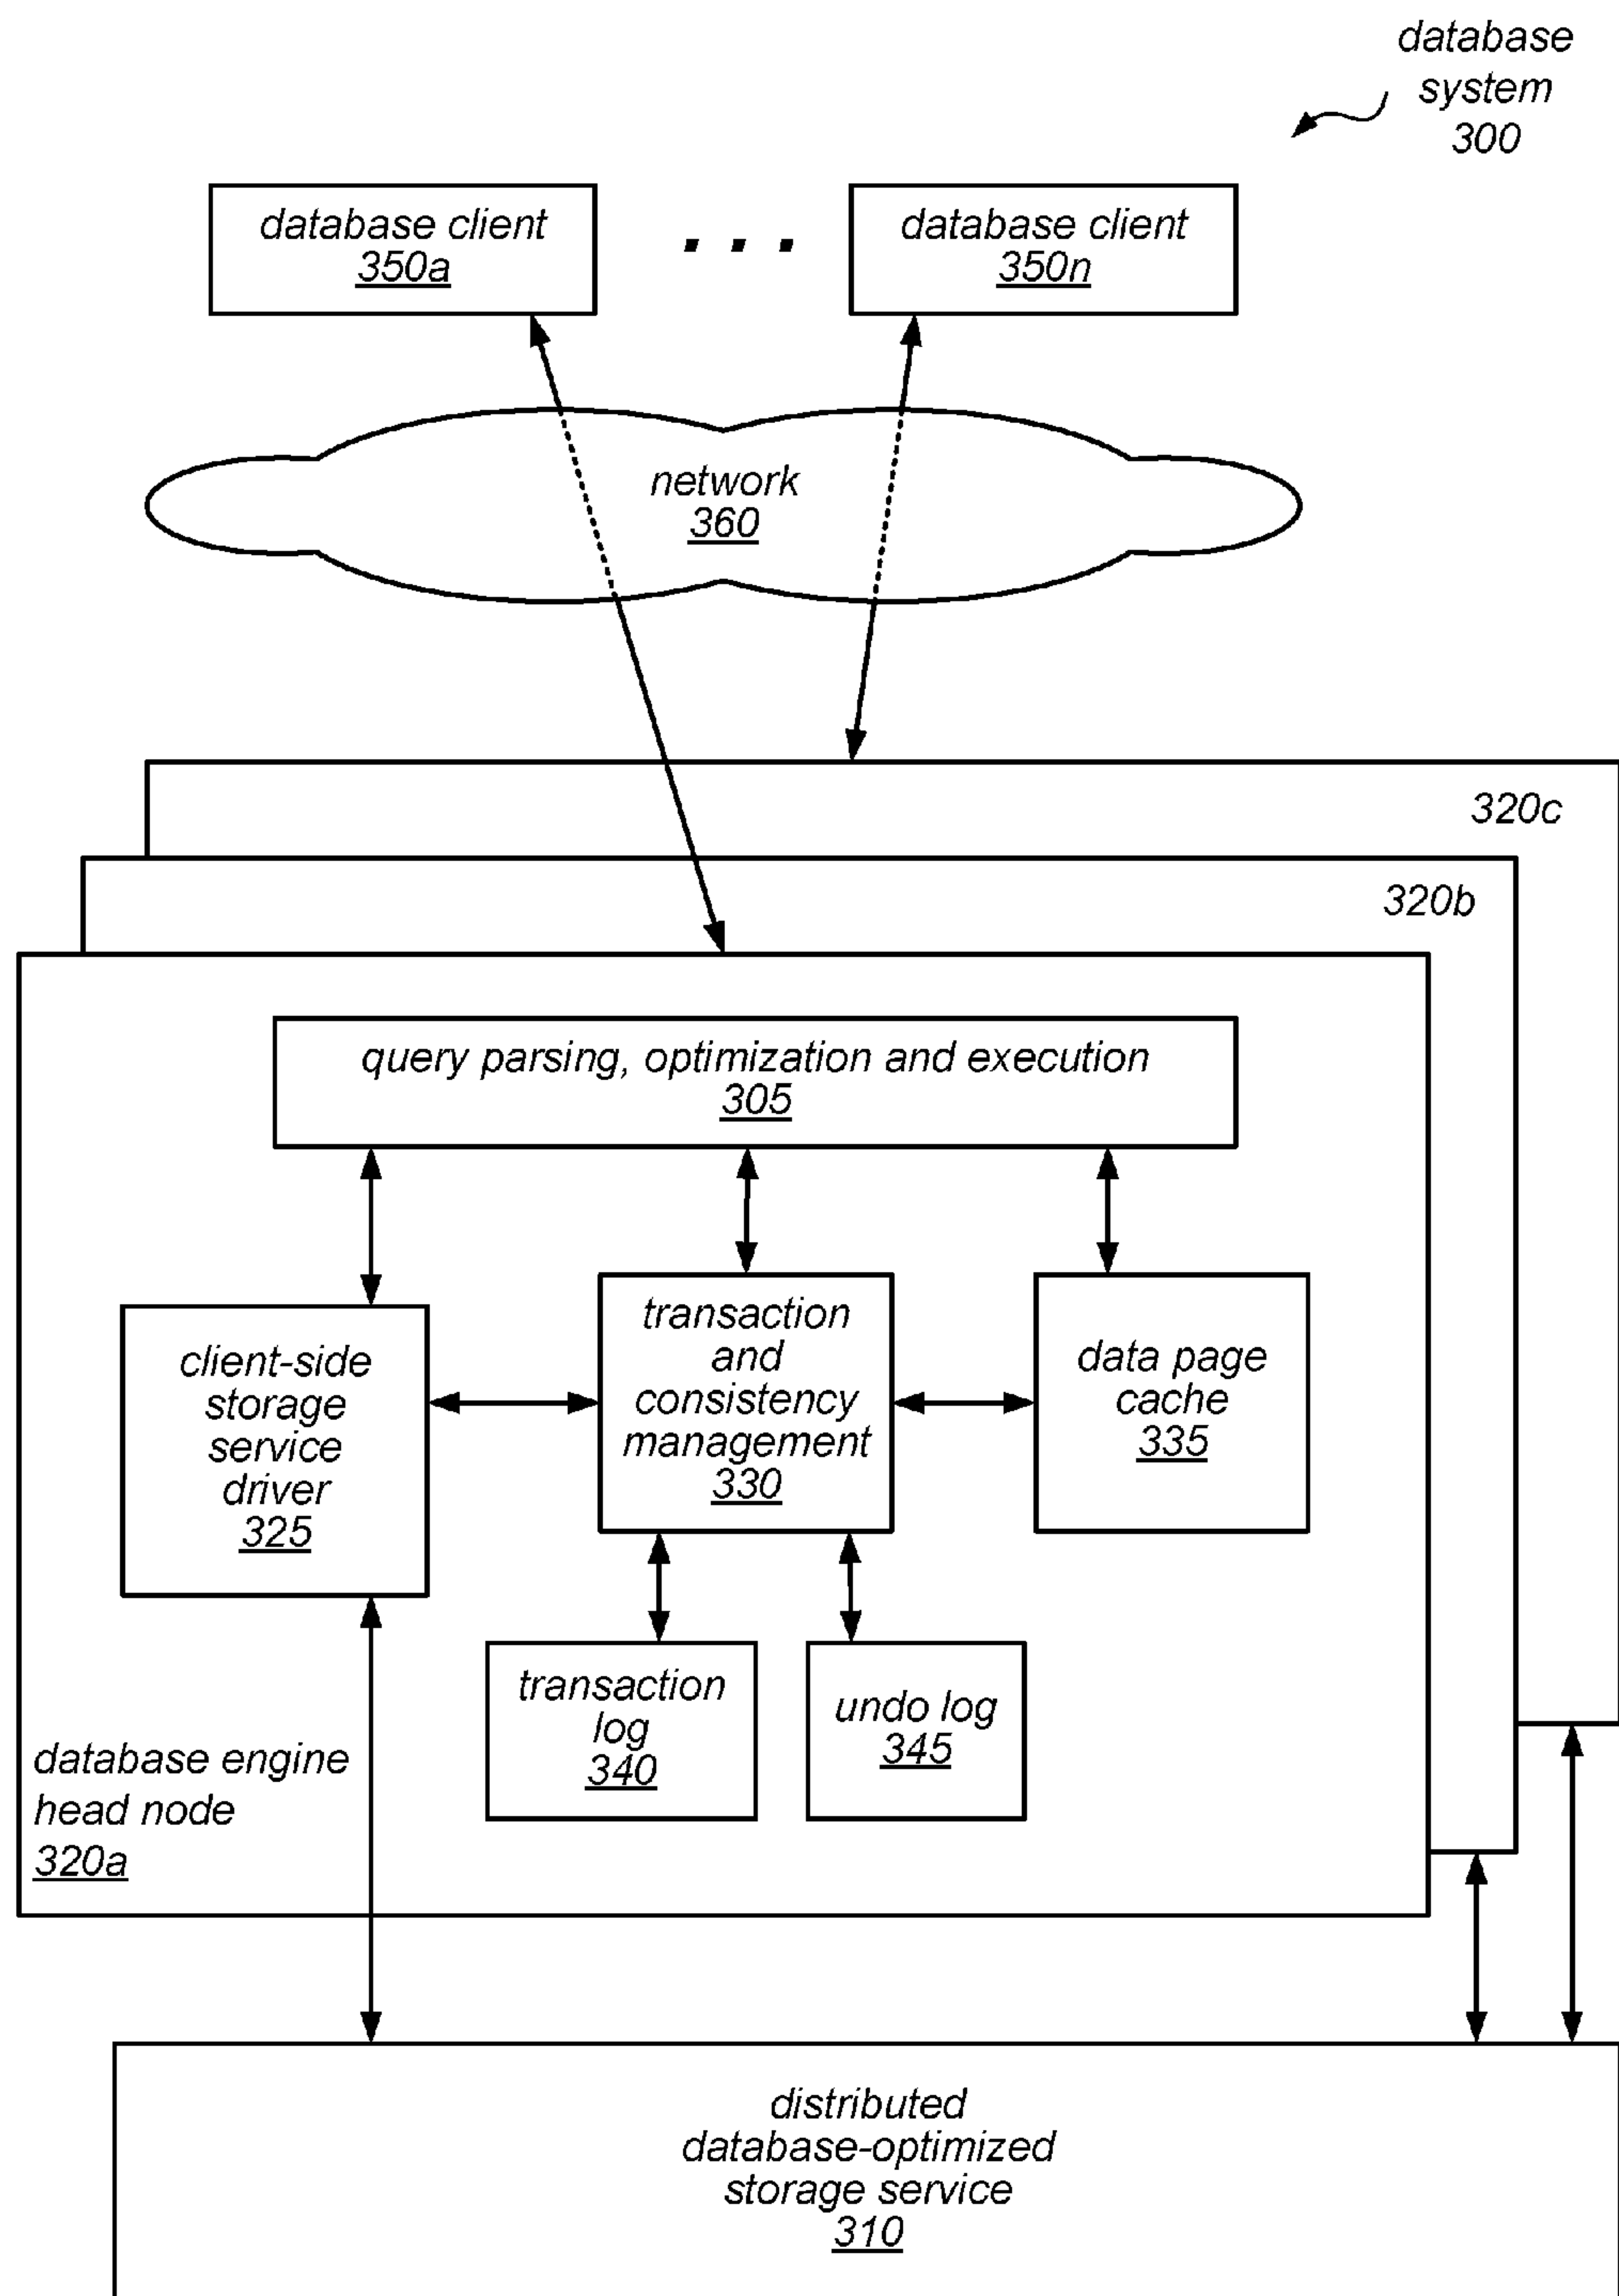 database
system
300
database client
350a
. . .
database client
350n
network
360
320c
320b
query parsing, optimization and execution
305
client-side
storage
service
driver
325
transaction
and
consistency
management
330
data page
cache
335
transaction
log
340
undo log
345
database engine
head node
320a
distributed
database-optimized
storage service
310